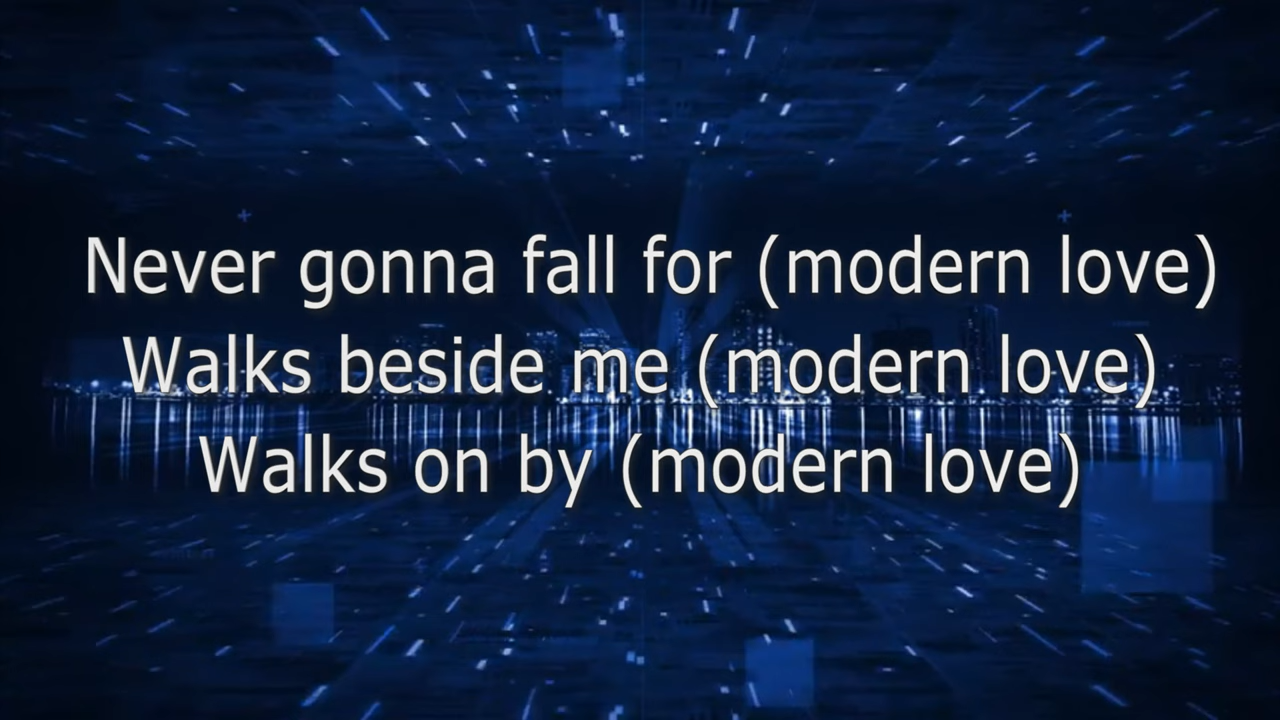 Never gonna fall for (modern love)
Walks beside me (modern love)
Walks on by (modern love)